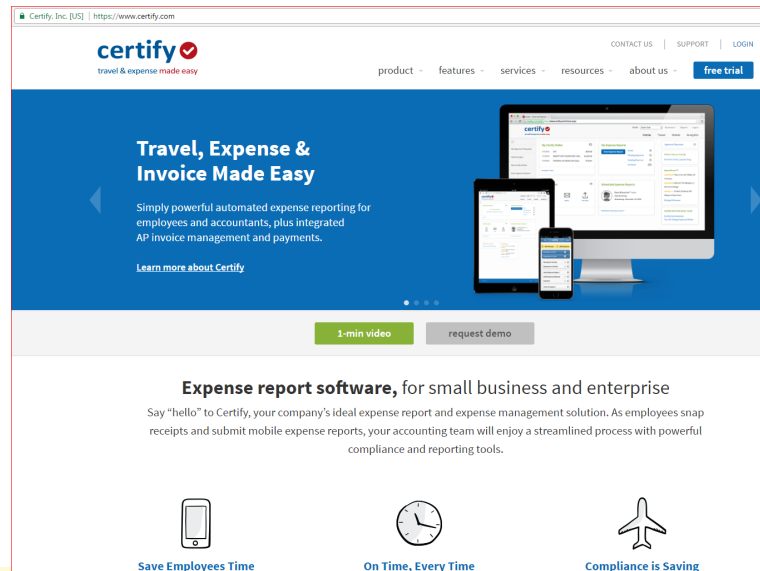 Certify, Inc. [US] | https://www.certify.com
certify
travel & expense made easy
CONTACT US | SUPPORT | LOGIN
product features services resources about us free trial
Travel, Expense &
Invoice Made Easy
Simply powerful automated expense reporting for
employees and accountants, plus integrated
AP invoice management and payments.
Learn more about Certify
certify
1-min video request demo
Expense report software, for small business and enterprise
Say “hello” to Certify, your company’s ideal expense report and expense management solution. As employees snap
receipts and submit mobile expense reports, your accounting team will enjoy a streamlined process with powerful
compliance and reporting tools.
Save Employees Time On Time, Every Time Compliance is Saving